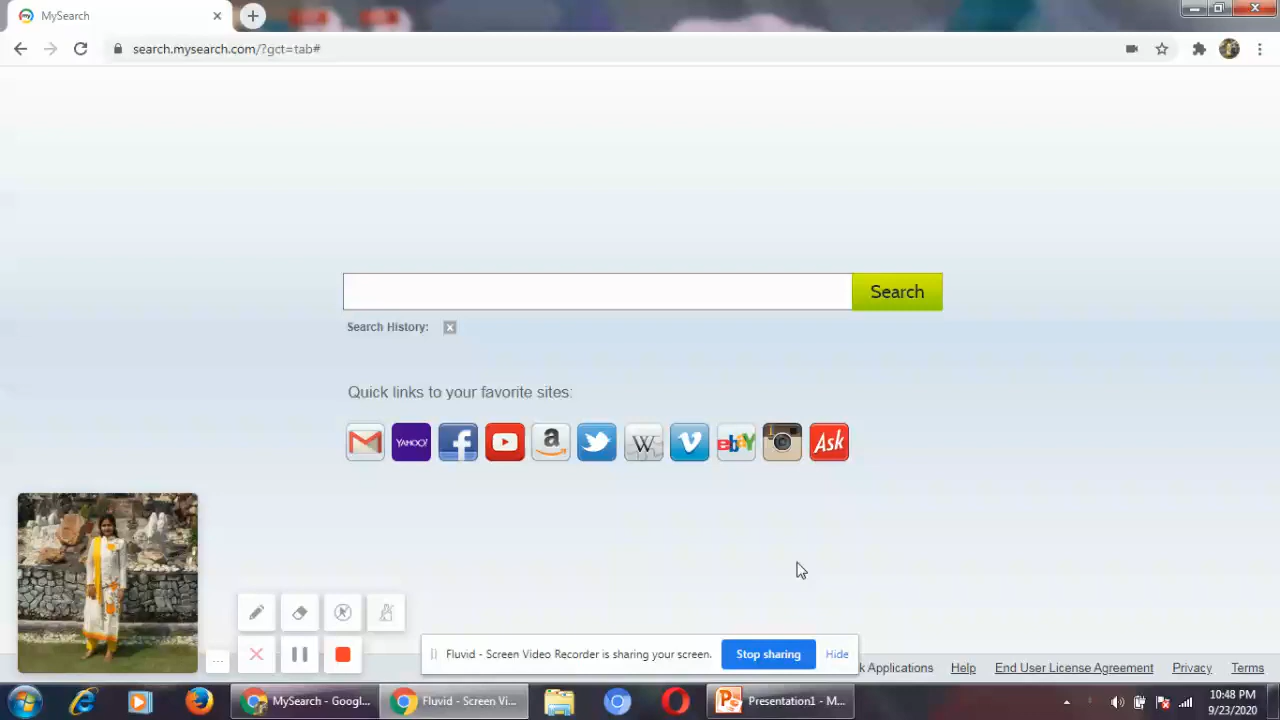 MySearch
search.mysearch.com/?gct=tab#
Search
Search History:
Quick links to your favorite sites:
YAHOO!
f
a
W
v
ebay
Ask
Fluvid - Screen Video Recorder is sharing your screen.
Stop sharing
Hide
k Applications
Help
End User License Agreement
Privacy
Terms
MySearch - Googl...
Fluvid - Screen Vi...
Presentation1 - M...
10:48 PM
9/23/2020